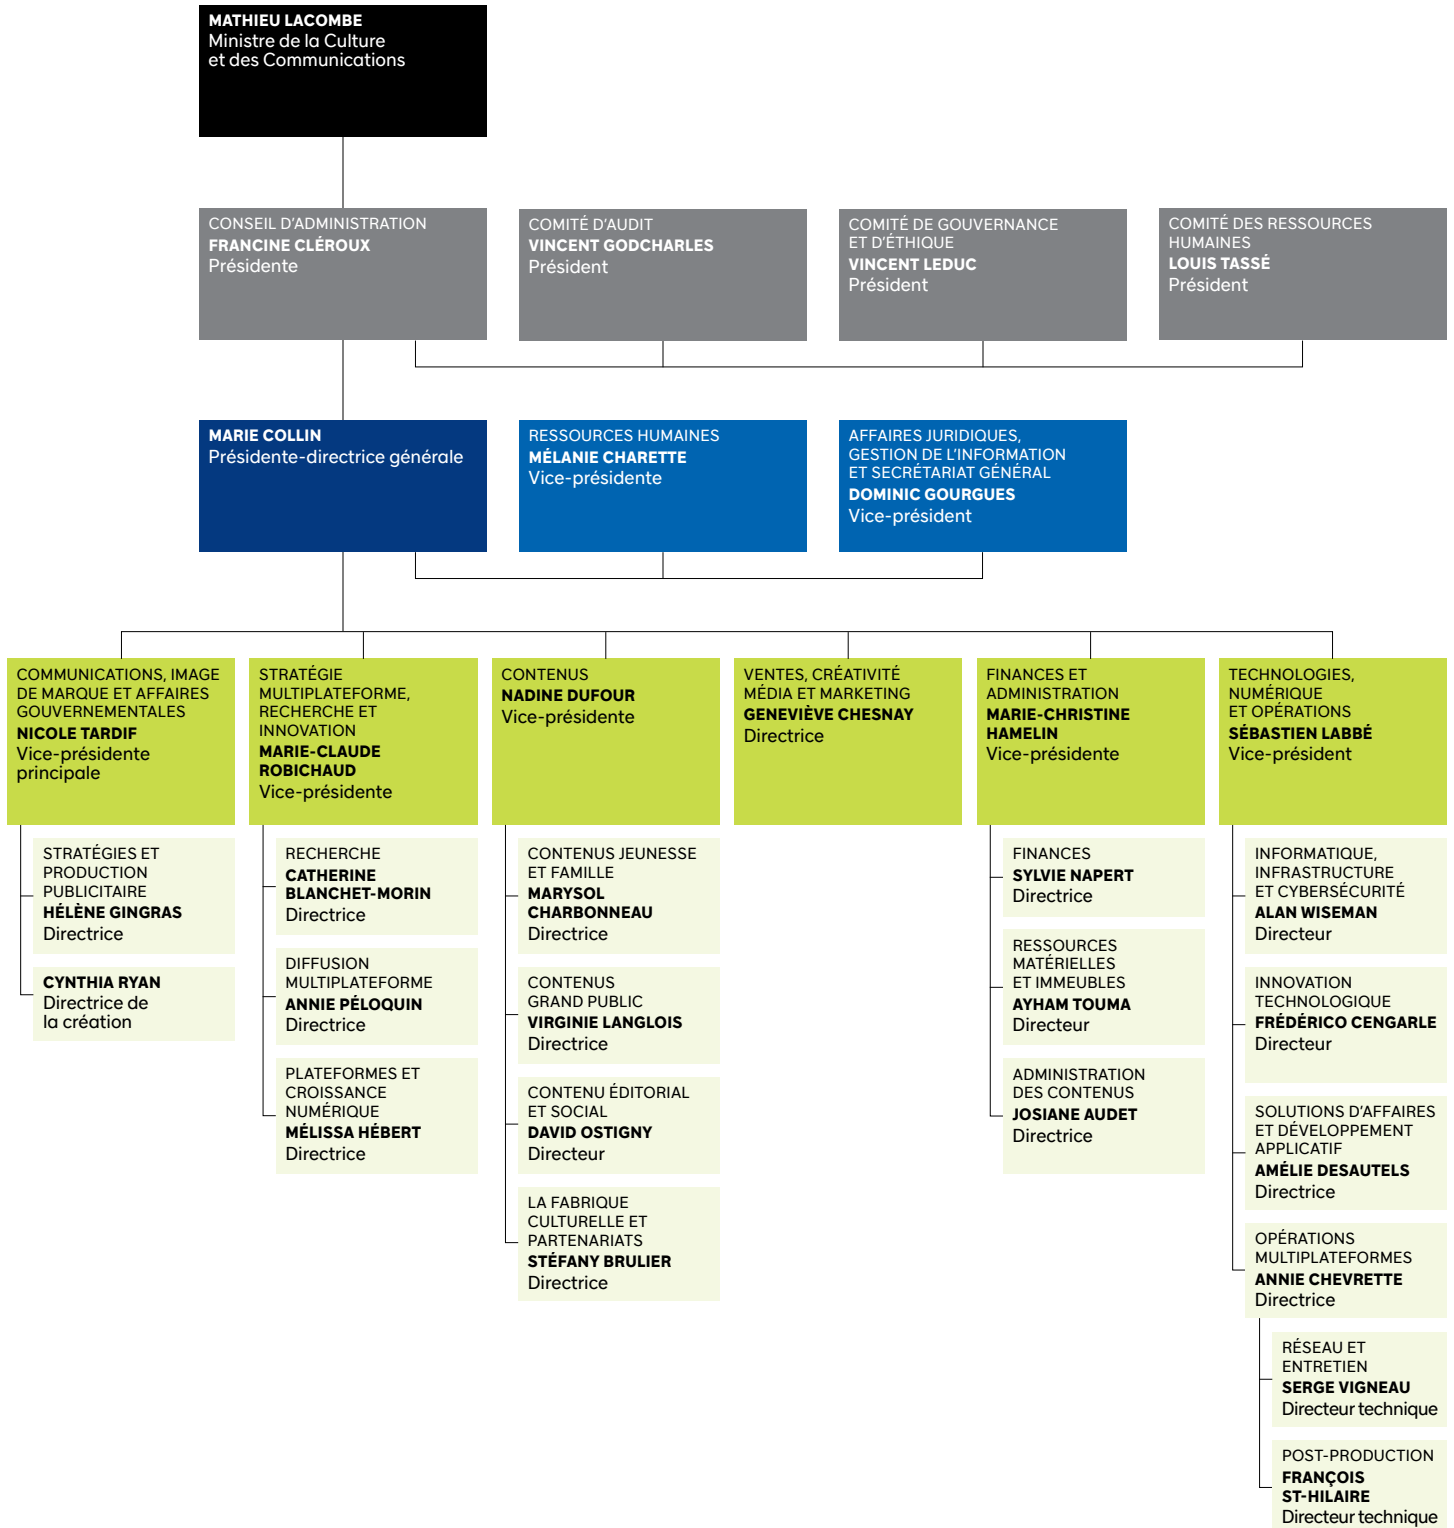 MATHIEU LACOMBE
Ministre de la Culture
et des Communications
CONSEIL D'ADMINISTRATION
FRANCINE CLÉROUX
Présidente
COMITÉ D'AUDIT
VINCENT GODCHARLES
Président
COMITÉ DE GOUVERNANCE
ET D'ÉTHIQUE
VINCENT LEDUC
Président
COMITÉ DES RESSOURCES
HUMAINES
LOUIS TASSÉ
Président
MARIE COLLIN
Présidente-directrice générale
RESSOURCES HUMAINES
MÉLANIE CHARETTE
Vice-présidente
AFFAIRES JURIDIQUES,
GESTION DE L'INFORMATION
ET SECRÉTARIAT GÉNÉRAL
DOMINIC GOURGUES
Vice-président
COMMUNICATIONS, IMAGE
DE MARQUE ET AFFAIRES
GOUVERNEMENTALES
NICOLE TARDIF
Vice-présidente
principale
STRATÉGIES ET
PRODUCTION
PUBLICITAIRE
HÉLÈNE GINGRAS
Directrice
CYNTHIA RYAN
Directrice de
la création
STRATÉGIE
MULTIPLATEFORME,
RECHERCHE ET
INNOVATION
MARIE-CLAUDE
ROBICHAUD
Vice-présidente
RECHERCHE
CATHERINE
BLANCHET-MORIN
Directrice
DIFFUSION
MULTIPLATEFORME
ANNIE PÉLOQUIN
Directrice
PLATEFORMES ET
CROISSANCE
NUMÉRIQUE
MÉLISSA HÉBERT
Directrice
CONTENUS
NADINE DUFOUR
Vice-présidente
CONTENUS JEUNESSE
ET FAMILLE
MARYSOL
CHARBONNEAU
Directrice
CONTENUS
GRAND PUBLIC
VIRGINIE LANGLOIS
Directrice
CONTENU ÉDITORIAL
ET SOCIAL
DAVID OSTIGNY
Directeur
LA FABRIQUE
CULTURELLE ET
PARTENARIATS
STÉFANY BRULIER
Directrice
VENTES, CRÉATIVITÉ
MÉDIA ET MARKETING
GENEVIÈVE CHESNAY
Directrice
FINANCES ET
ADMINISTRATION
MARIE-CHRISTINE
HAMELIN
Vice-présidente
FINANCES
SYLVIE NAPERT
Directrice
RESSOURCES
MATÉRIELLES
ET IMMEUBLES
AYHAM TOUMA
Directeur
ADMINISTRATION
DES CONTENUS
JOSIANE AUDET
Directrice
TECHNOLOGIES,
NUMÉRIQUE
ET OPÉRATIONS
SÉBASTIEN LABBÉ
Vice-président
INFORMATIQUE,
INFRASTRUCTURE
ET CYBERSÉCURITÉ
ALAN WISEMAN
Directeur
INNOVATION
TECHNOLOGIQUE
FRÉDÉRICO CENGARLE
Directeur
SOLUTIONS D'AFFAIRES
ET DÉVELOPPEMENT
APPLICATIF
AMÉLIE DESAUTELS
Directrice
OPÉRATIONS
MULTIPLATEFORMES
ANNIE CHEVRETTE
Directrice
RÉSEAU ET
ENTRETIEN
SERGE VIGNEAU
Directeur technique
POST-PRODUCTION
FRANÇOIS
ST-HILAIRE
Directeur technique